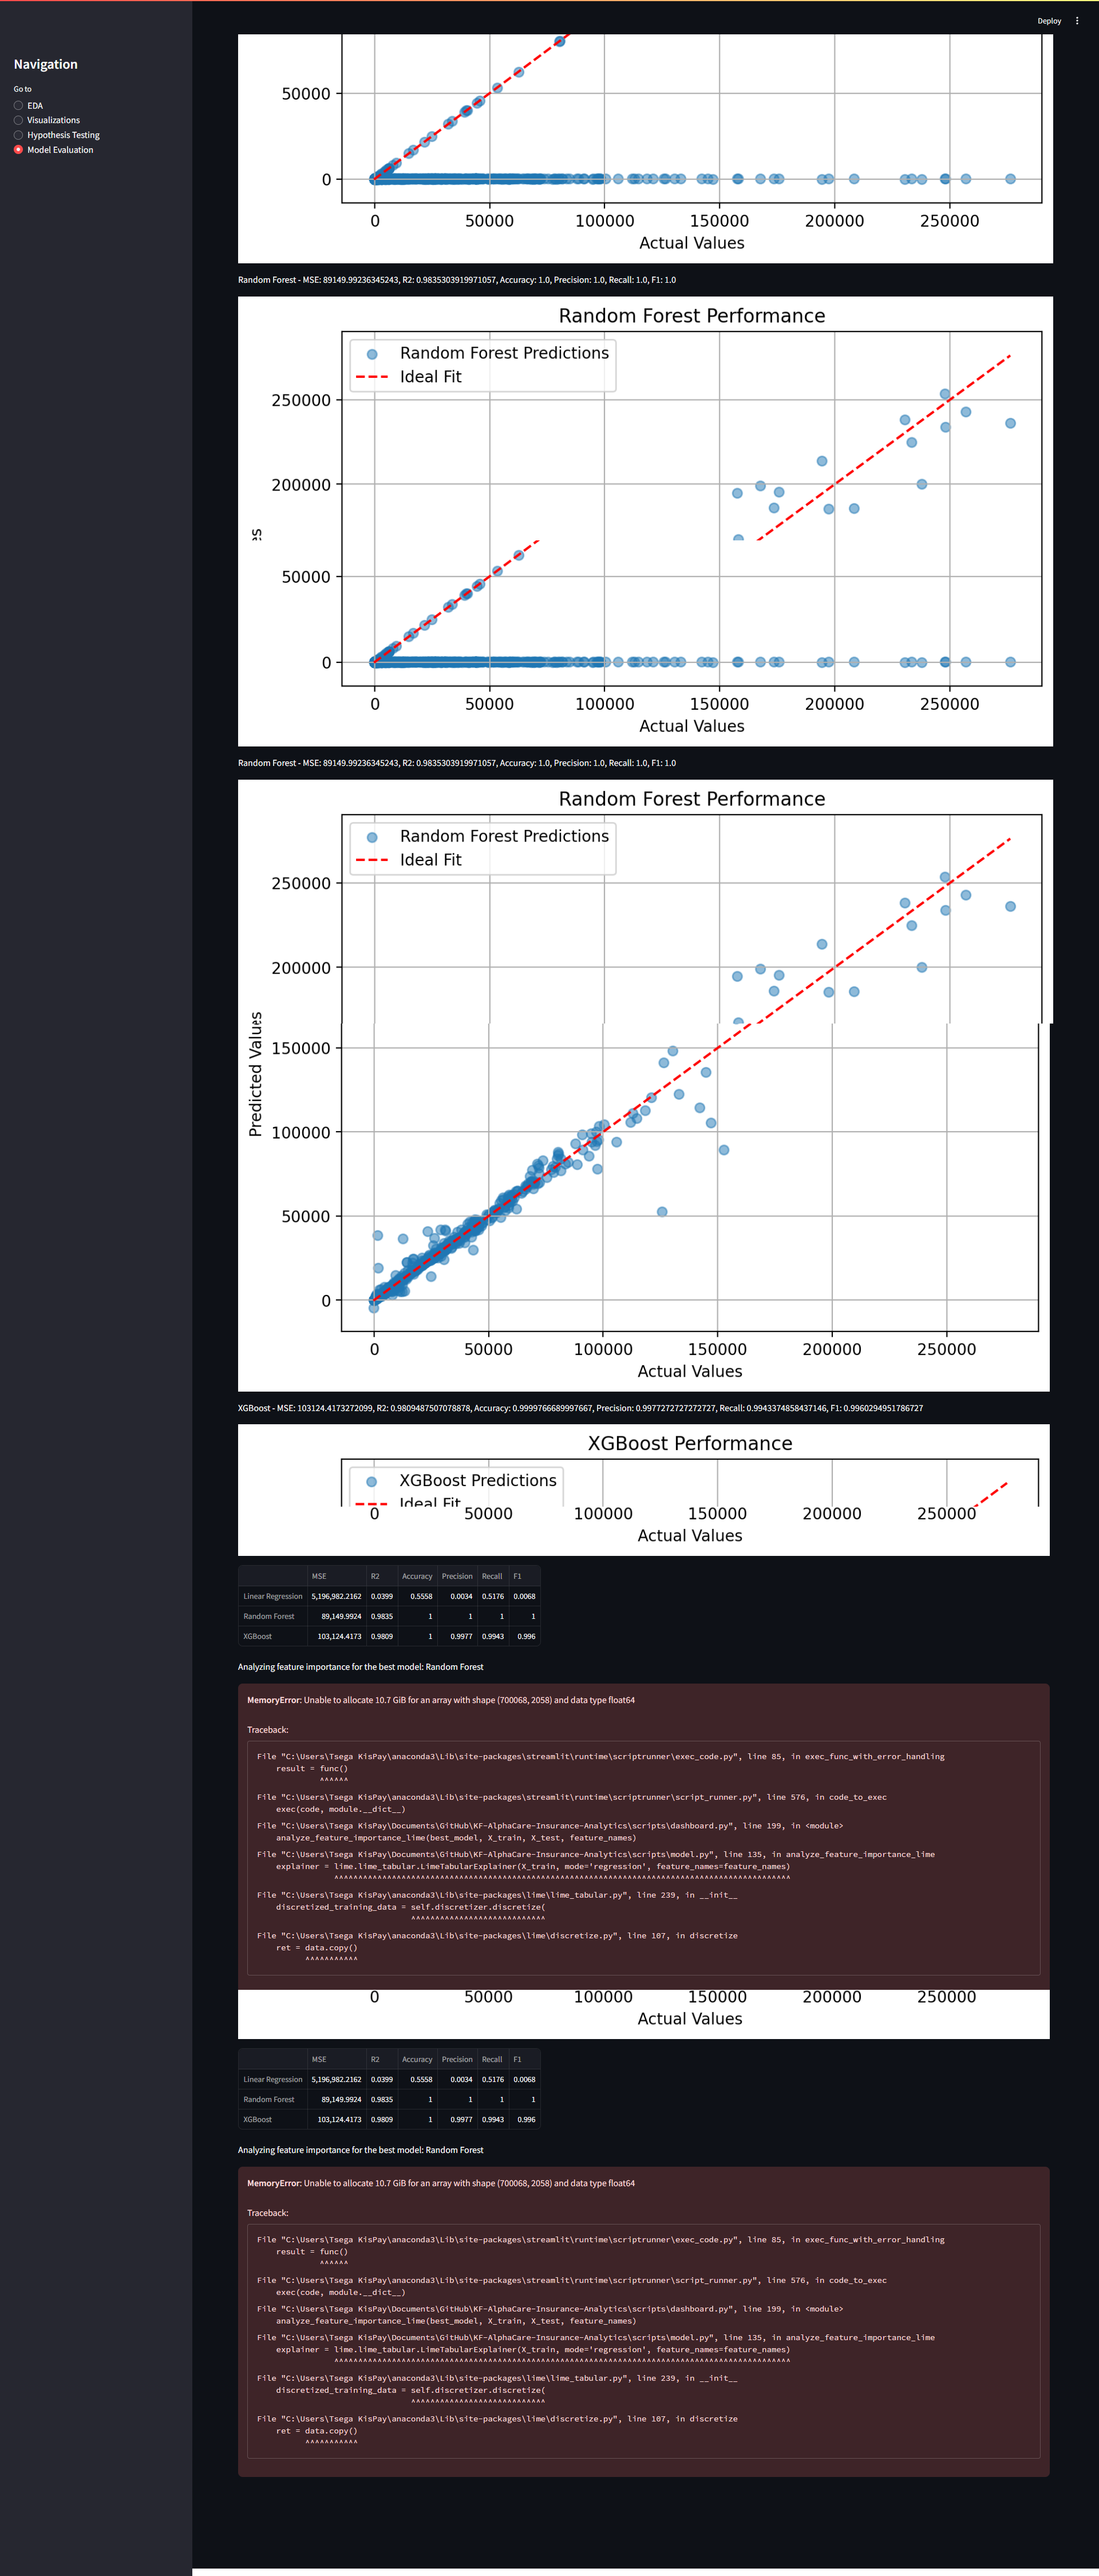 Deploy
Navigation
Go to
EDA
Visualizations
Hypothesis Testing
Model Evaluation
50000
0
0 50000 100000 150000 200000 250000
Actual Values
Random Forest - MSE: 89149.99236345243, R2: 0.9835303919971057, Accuracy: 1.0, Precision: 1.0, Recall: 1.0, F1: 1.0
Random Forest Performance
Random Forest Predictions
Ideal Fit
250000
200000
es
50000
0
0 50000 100000 150000 200000 250000
Actual Values
Random Forest - MSE: 89149.99236345243, R2: 0.9835303919971057, Accuracy: 1.0, Precision: 1.0, Recall: 1.0, F1: 1.0
Random Forest Performance
Random Forest Predictions
Ideal Fit
250000
200000
Predicted Values
150000
100000
50000
0
0 50000 100000 150000 200000 250000
Actual Values
XGBoost - MSE: 103124.4173272099, R2: 0.9809487507078878, Accuracy: 0.9999766689997667, Precision: 0.9977272727272727, Recall: 0.9943374858437146, F1: 0.9960294951786727
XGBoost Performance
XGBoost Predictions
Ideal Fit
0 50000 100000 150000 200000 250000
Actual Values
MSE R2 Accuracy Precision Recall F1
Linear Regression 5,196,982.2162 0.0399 0.5558 0.0034 0.5176 0.0068
Random Forest 89,149.9924 0.9835 1 1 1 1
XGBoost 103,124.4173 0.9809 1 0.9977 0.9943 0.996
Analyzing feature importance for the best model: Random Forest
MemoryError: Unable to allocate 10.7 GiB for an array with shape (700068, 2058) and data type float64
Traceback:
File "C:\Users\Tsega KisPay\anaconda3\Lib\site-packages\streamlit\runtime\scriptrunner\exec_code.py", line 85, in exec_func_with_error_handling
result = func()
^^^^^^
File "C:\Users\Tsega KisPay\anaconda3\Lib\site-packages\streamlit\runtime\scriptrunner\script_runner.py", line 576, in code_to_exec
exec(code, module.__dict__)
File "C:\Users\Tsega KisPay\Documents\GitHub\KF-AlphaCare-Insurance-Analytics\scripts\dashboard.py", line 199, in <module>
analyze_feature_importance_lime(best_model, X_train, X_test, feature_names)
File "C:\Users\Tsega KisPay\Documents\GitHub\KF-AlphaCare-Insurance-Analytics\scripts\model.py", line 135, in analyze_feature_importance_lime
explainer = lime.lime_tabular.LimeTabularExplainer(X_train, mode='regression', feature_names=feature_names)
^^^^^^^^^^^^^^^^^^^^^^^^^^^^^^^^^^^^^^^^^^^^^^^^^^^^^^^^^^^^^^^^^^^^^^^^^^^^^^^^^^^^^^^^^^^^^^^
File "C:\Users\Tsega KisPay\anaconda3\Lib\site-packages\lime\lime_tabular.py", line 239, in __init__
discretized_training_data = self.discretizer.discretize(
^^^^^^^^^^^^^^^^^^^^^^^^^^^^
File "C:\Users\Tsega KisPay\anaconda3\Lib\site-packages\lime\discretize.py", line 107, in discretize
ret = data.copy()
^^^^^^^^^^^
0 50000 100000 150000 200000 250000
Actual Values
MSE R2 Accuracy Precision Recall F1
Linear Regression 5,196,982.2162 0.0399 0.5558 0.0034 0.5176 0.0068
Random Forest 89,149.9924 0.9835 1 1 1 1
XGBoost 103,124.4173 0.9809 1 0.9977 0.9943 0.996
Analyzing feature importance for the best model: Random Forest
MemoryError: Unable to allocate 10.7 GiB for an array with shape (700068, 2058) and data type float64
Traceback:
File "C:\Users\Tsega KisPay\anaconda3\Lib\site-packages\streamlit\runtime\scriptrunner\exec_code.py", line 85, in exec_func_with_error_handling
result = func()
^^^^^^
File "C:\Users\Tsega KisPay\anaconda3\Lib\site-packages\streamlit\runtime\scriptrunner\script_runner.py", line 576, in code_to_exec
exec(code, module.__dict__)
File "C:\Users\Tsega KisPay\Documents\GitHub\KF-AlphaCare-Insurance-Analytics\scripts\dashboard.py", line 199, in <module>
analyze_feature_importance_lime(best_model, X_train, X_test, feature_names)
File "C:\Users\Tsega KisPay\Documents\GitHub\KF-AlphaCare-Insurance-Analytics\scripts\model.py", line 135, in analyze_feature_importance_lime
explainer = lime.lime_tabular.LimeTabularExplainer(X_train, mode='regression', feature_names=feature_names)
^^^^^^^^^^^^^^^^^^^^^^^^^^^^^^^^^^^^^^^^^^^^^^^^^^^^^^^^^^^^^^^^^^^^^^^^^^^^^^^^^^^^^^^^^^^^^^^
File "C:\Users\Tsega KisPay\anaconda3\Lib\site-packages\lime\lime_tabular.py", line 239, in __init__
discretized_training_data = self.discretizer.discretize(
^^^^^^^^^^^^^^^^^^^^^^^^^^^^
File "C:\Users\Tsega KisPay\anaconda3\Lib\site-packages\lime\discretize.py", line 107, in discretize
ret = data.copy()
^^^^^^^^^^^